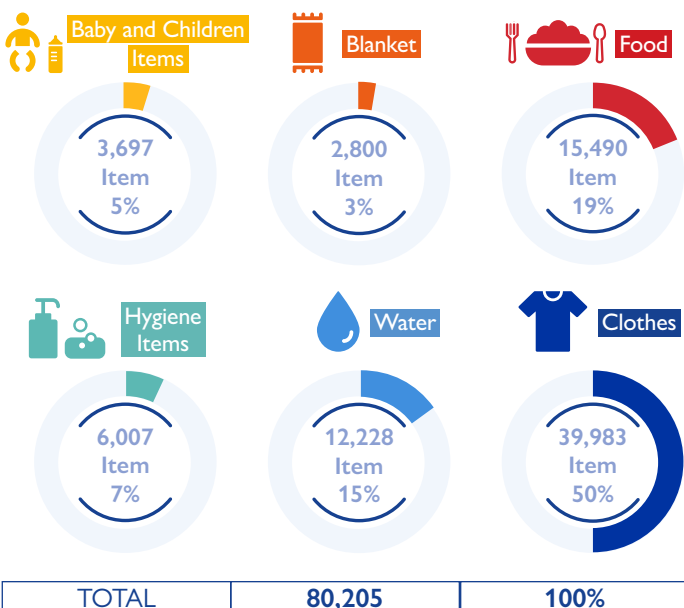 Baby and Children
Items
3,697
Item
5%
Blanket
2,800
Item
3%
Food
15,490
Item
19%
Hygiene
Items
6,007
Item
7%
Water
12,228
Item
15%
Clothes
39,983
Item
50%
TOTAL 80,205 100%